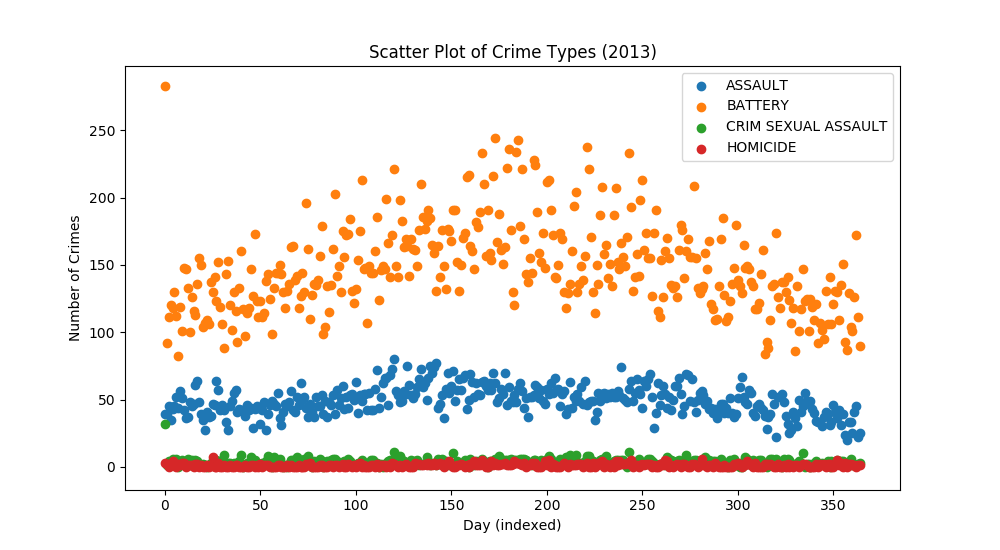 Scatter Plot of Crime Types (2013)
ASSAULT
BATTERY
CRIM SEXUAL ASSAULT
HOMICIDE
Number of Crimes
250
200
150
100
50
0
0 50 100 150 200 250 300 350
Day (indexed)